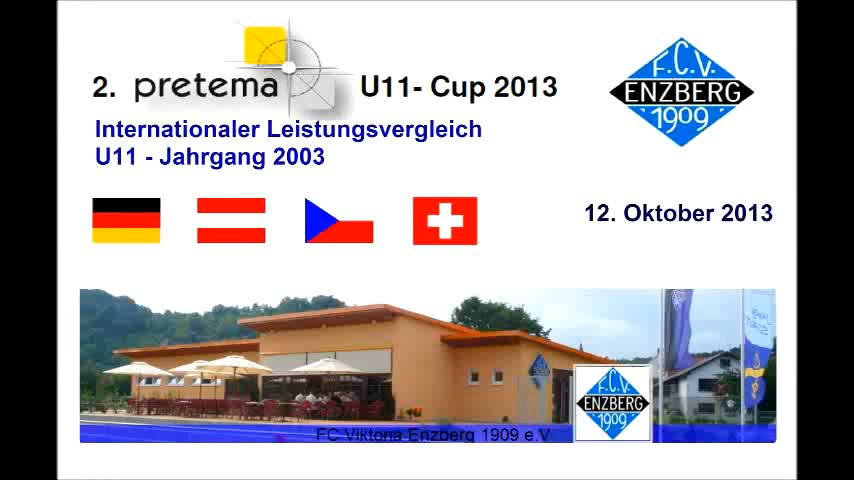 2. pretema U11- Cup 2013
Internationaler Leistungsvergleich
U11 - Jahrgang 2003
F.C.V.
ENZBERG
1909
12. Oktober 2013
F.C.V.
ENZBERG
1909
FC Viktoria Enzberg 1909 e.V